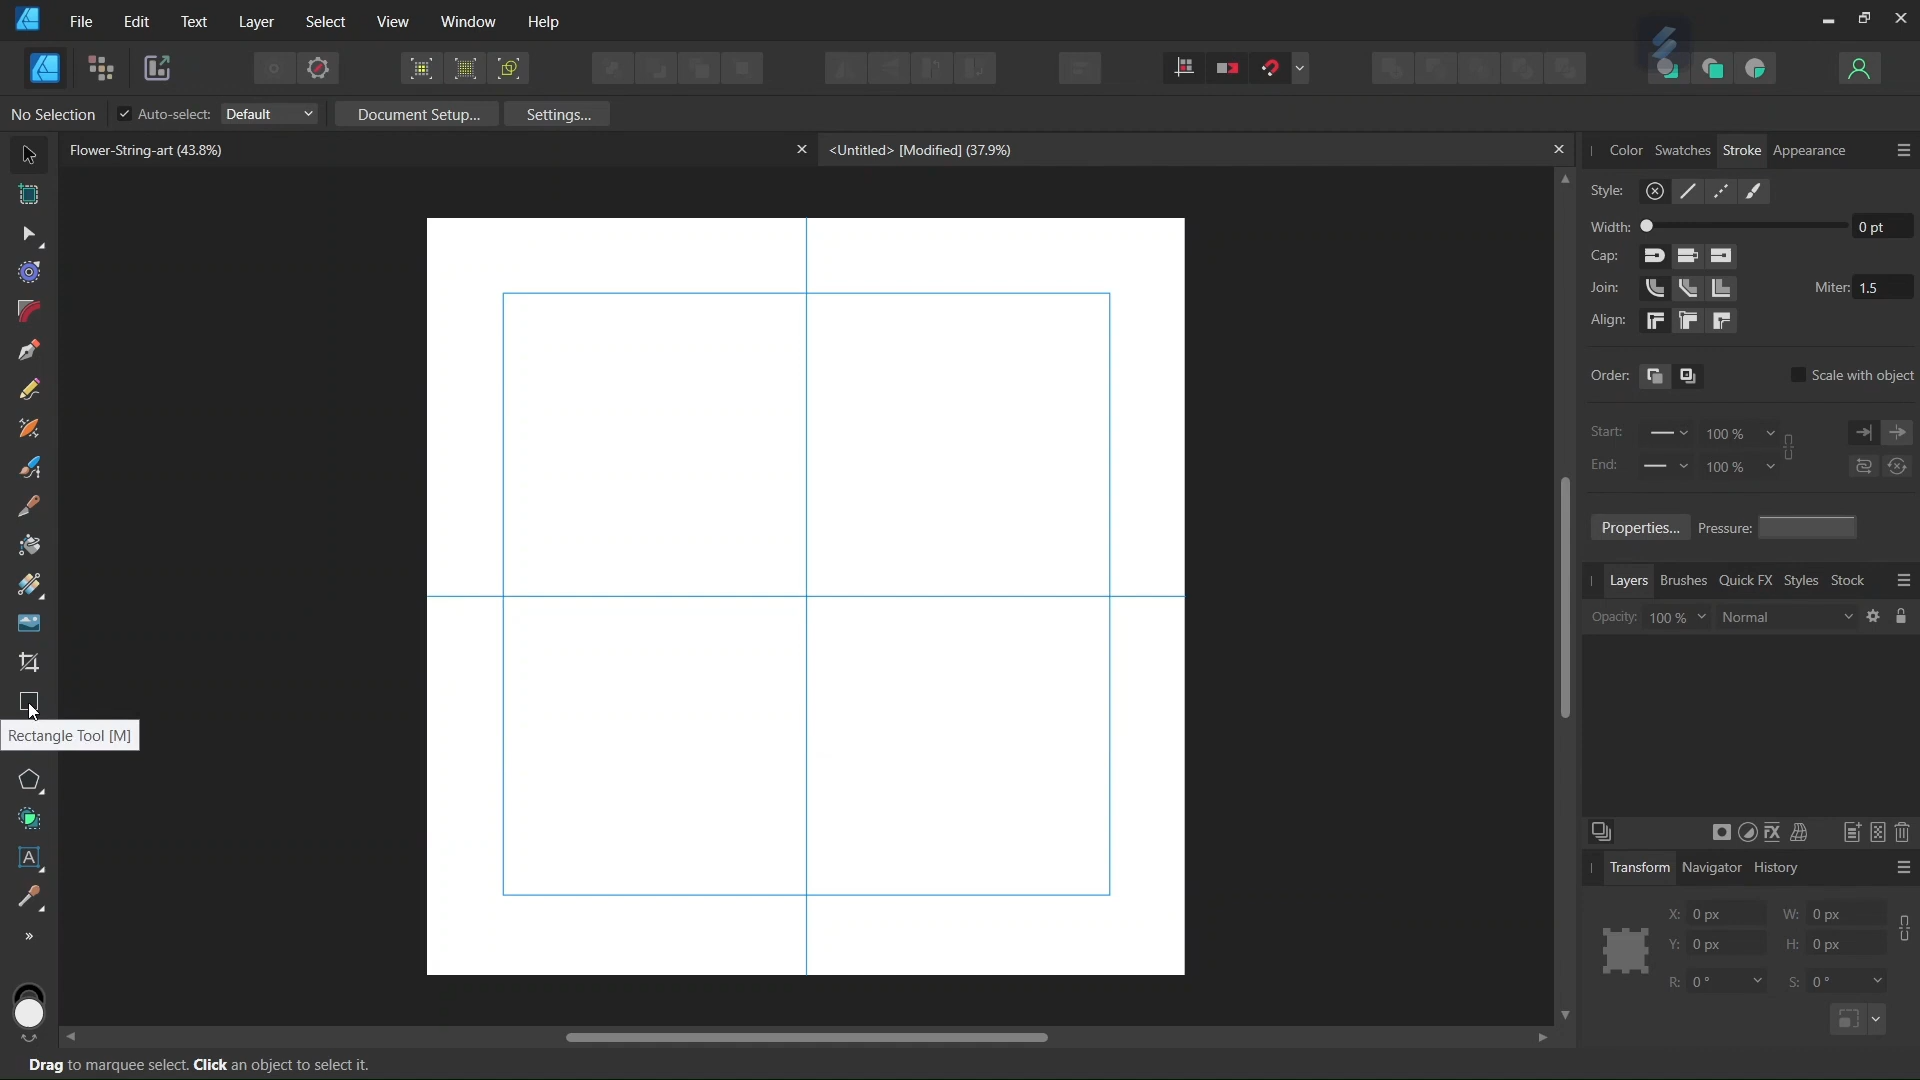 File Edit Text Layer Select View Window Help
No Selection Auto-select: Default Document Setup... Settings...
Flower-String-art (43.8%) <Untitled> [Modified] (37.9%)
Color Swatches Stroke Appearance
Style:
Width: 0 pt
Cap:
Join: Miter: 1.5
Align:
Order: Scale with object
Start: 100 %
End: 100 %
Properties... Pressure:
Layers Brushes Quick FX Styles Stock
Opacity: 100 % Normal
Rectangle Tool [M]
Transform Navigator History
X: 0 px W: 0 px
Y: 0 px H: 0 px
R: 0 ° S: 0 °
Drag to marquee select. Click an object to select it.